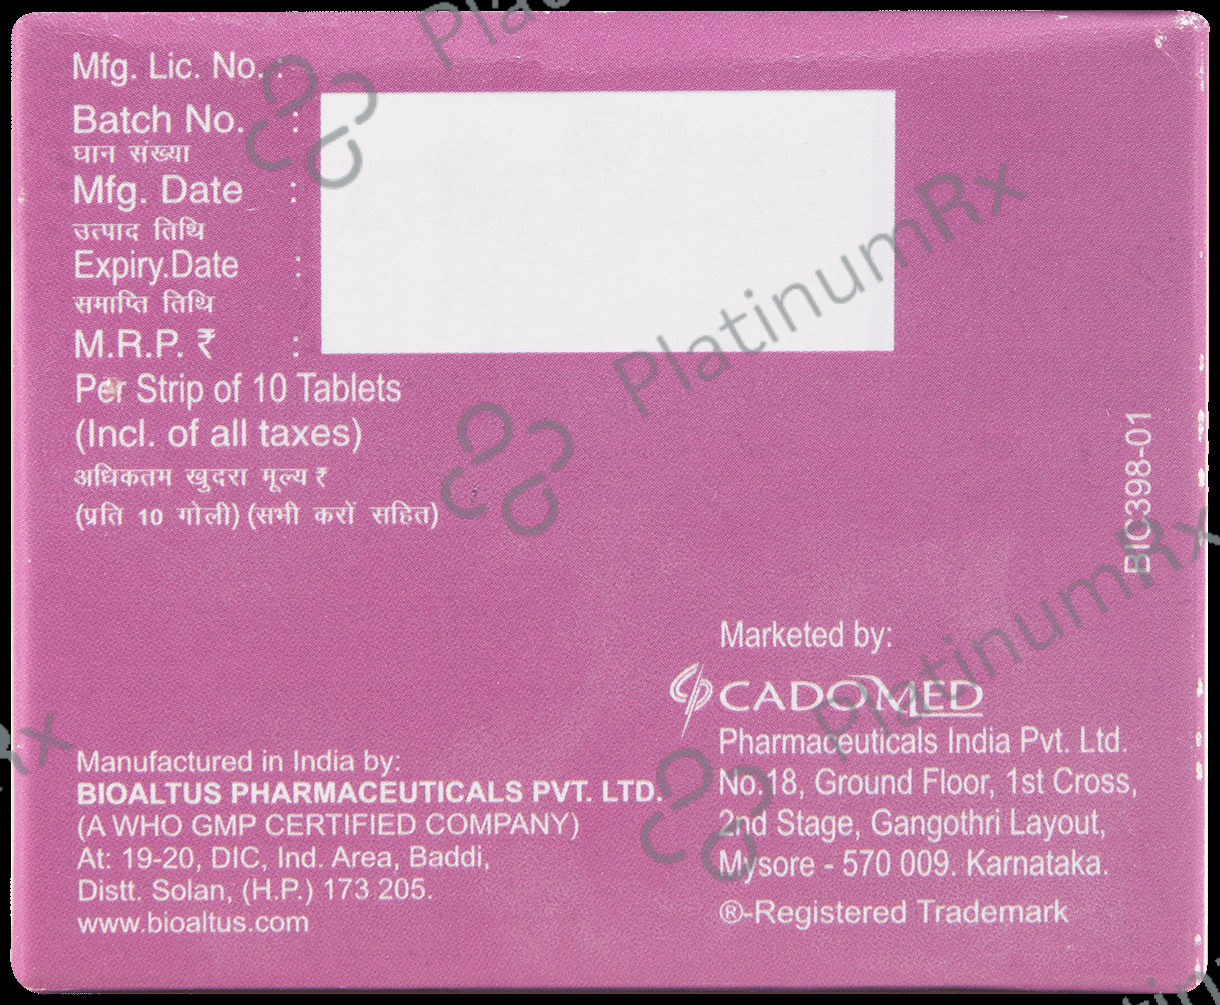 Mfg. Lic. No. :
Batch No. :
घान संख्या
Mfg. Date :
उत्पाद तिथि
Expiry.Date :
समाप्ति तिथि
M.R.P. ₹ :
Per Strip of 10 Tablets
(Incl. of all taxes)
अधिकतम खुदरा मूल्य ₹
(प्रति 10 गोली) (सभी करों सहित)
BIC398-01
Marketed by:
CADOMED
Pharmaceuticals India Pvt. Ltd.
No.18, Ground Floor, 1st Cross,
2nd Stage, Gangothri Layout,
Mysore - 570 009. Karnataka.
®-Registered Trademark
Manufactured in India by:
BIOALTUS PHARMACEUTICALS PVT. LTD.
(A WHO GMP CERTIFIED COMPANY)
At: 19-20, DIC, Ind. Area, Baddi,
Distt. Solan, (H.P.) 173 205.
www.bioaltus.com
PlatinumRx
PlatinumRx